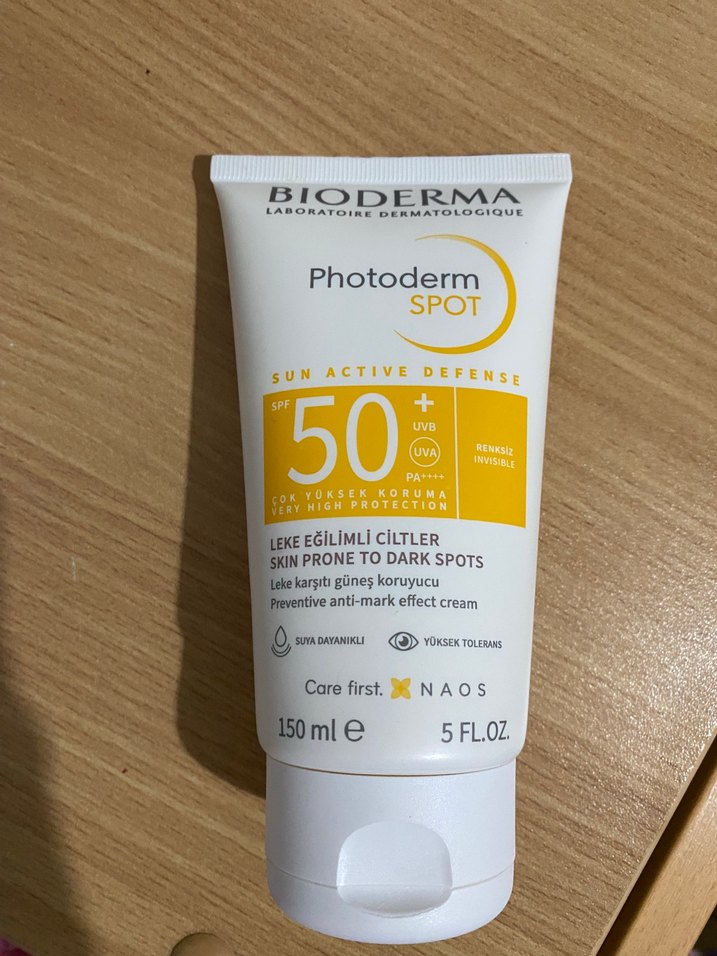 BIODERMA
LABORATOIRE DERMATOLOGIQUE
Photoderm
SPOT
SUN ACTIVE DEFENSE
SPF 50+
UVB
UVA
PA++++
RENKSİZ
INVISIBLE
ÇOK YÜKSEK KORUMA
VERY HIGH PROTECTION
LEKE EĞİLİMLİ CİLTLER
SKIN PRONE TO DARK SPOTS
Leke karşıtı güneş koruyucu
Preventive anti-mark effect cream
SUYA DAYANIKLI YÜKSEK TOLERANS
Care first. NAOS
150 ml ℮ 5 FL.OZ.